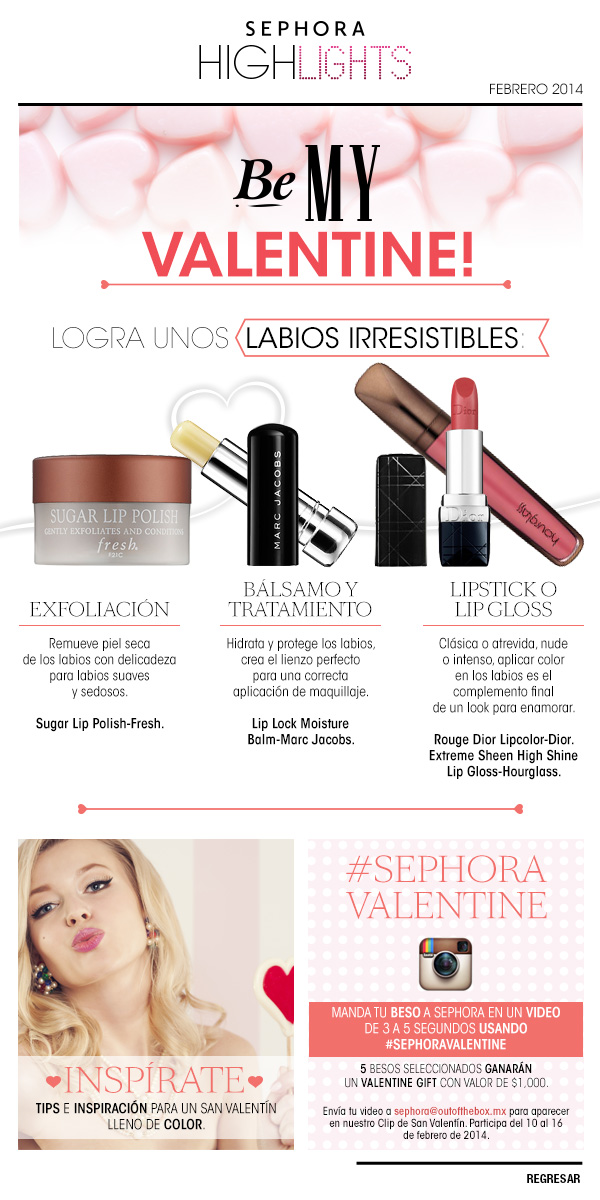 SEPHORA
HIGHLIGHTS
FEBRERO 2014
Be MY
VALENTINE!
LOGRA UNOS LABIOS IRRESISTIBLES:
SUGAR LIP POLISH
GENTLY EXFOLIATES AND CONDITIONS
fresh
MARC JACOBS
Dior
Dior
hourglass
EXFOLIACIÓN
Remueve piel seca
de los labios con delicadeza
para labios suaves
y sedosos.
Sugar Lip Polish-Fresh.
BÁLSAMO Y
TRATAMIENTO
Hidrata y protege los labios,
crea el lienzo perfecto
para una correcta
aplicación de maquillaje.
Lip Lock Moisture
Balm-Marc Jacobs.
LIPSTICK O
LIP GLOSS
Clásica o atrevida, nude
o intenso, aplicar color
en los labios es el
complemento final
de un look para enamorar.
Rouge Dior Lipcolor-Dior.
Extreme Sheen High Shine
Lip Gloss-Hourglass.
INSPÍRATE
TIPS E INSPIRACIÓN PARA UN SAN VALENTÍN
LLENO DE COLOR.
#SEPHORA
VALENTINE
MANDA TU BESO A SEPHORA EN UN VIDEO
DE 3 A 5 SEGUNDOS USANDO
#SEPHORAVALENTINE
5 BESOS SELECCIONADOS GANARÁN
UN VALENTINE GIFT CON VALOR DE $1,000.
Envía tu video a sephora@outofthebox.mx para aparecer
en nuestro Clip de San Valentín. Participa del 10 al 16
de febrero de 2014.
REGRESAR